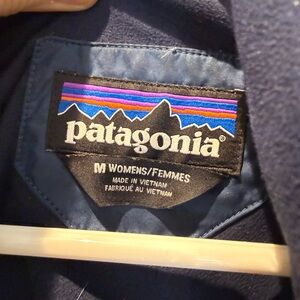 patagonia®
M WOMENS/FEMMES
MADE IN VIETNAM
FABRIQUÉ AU VIETNAM